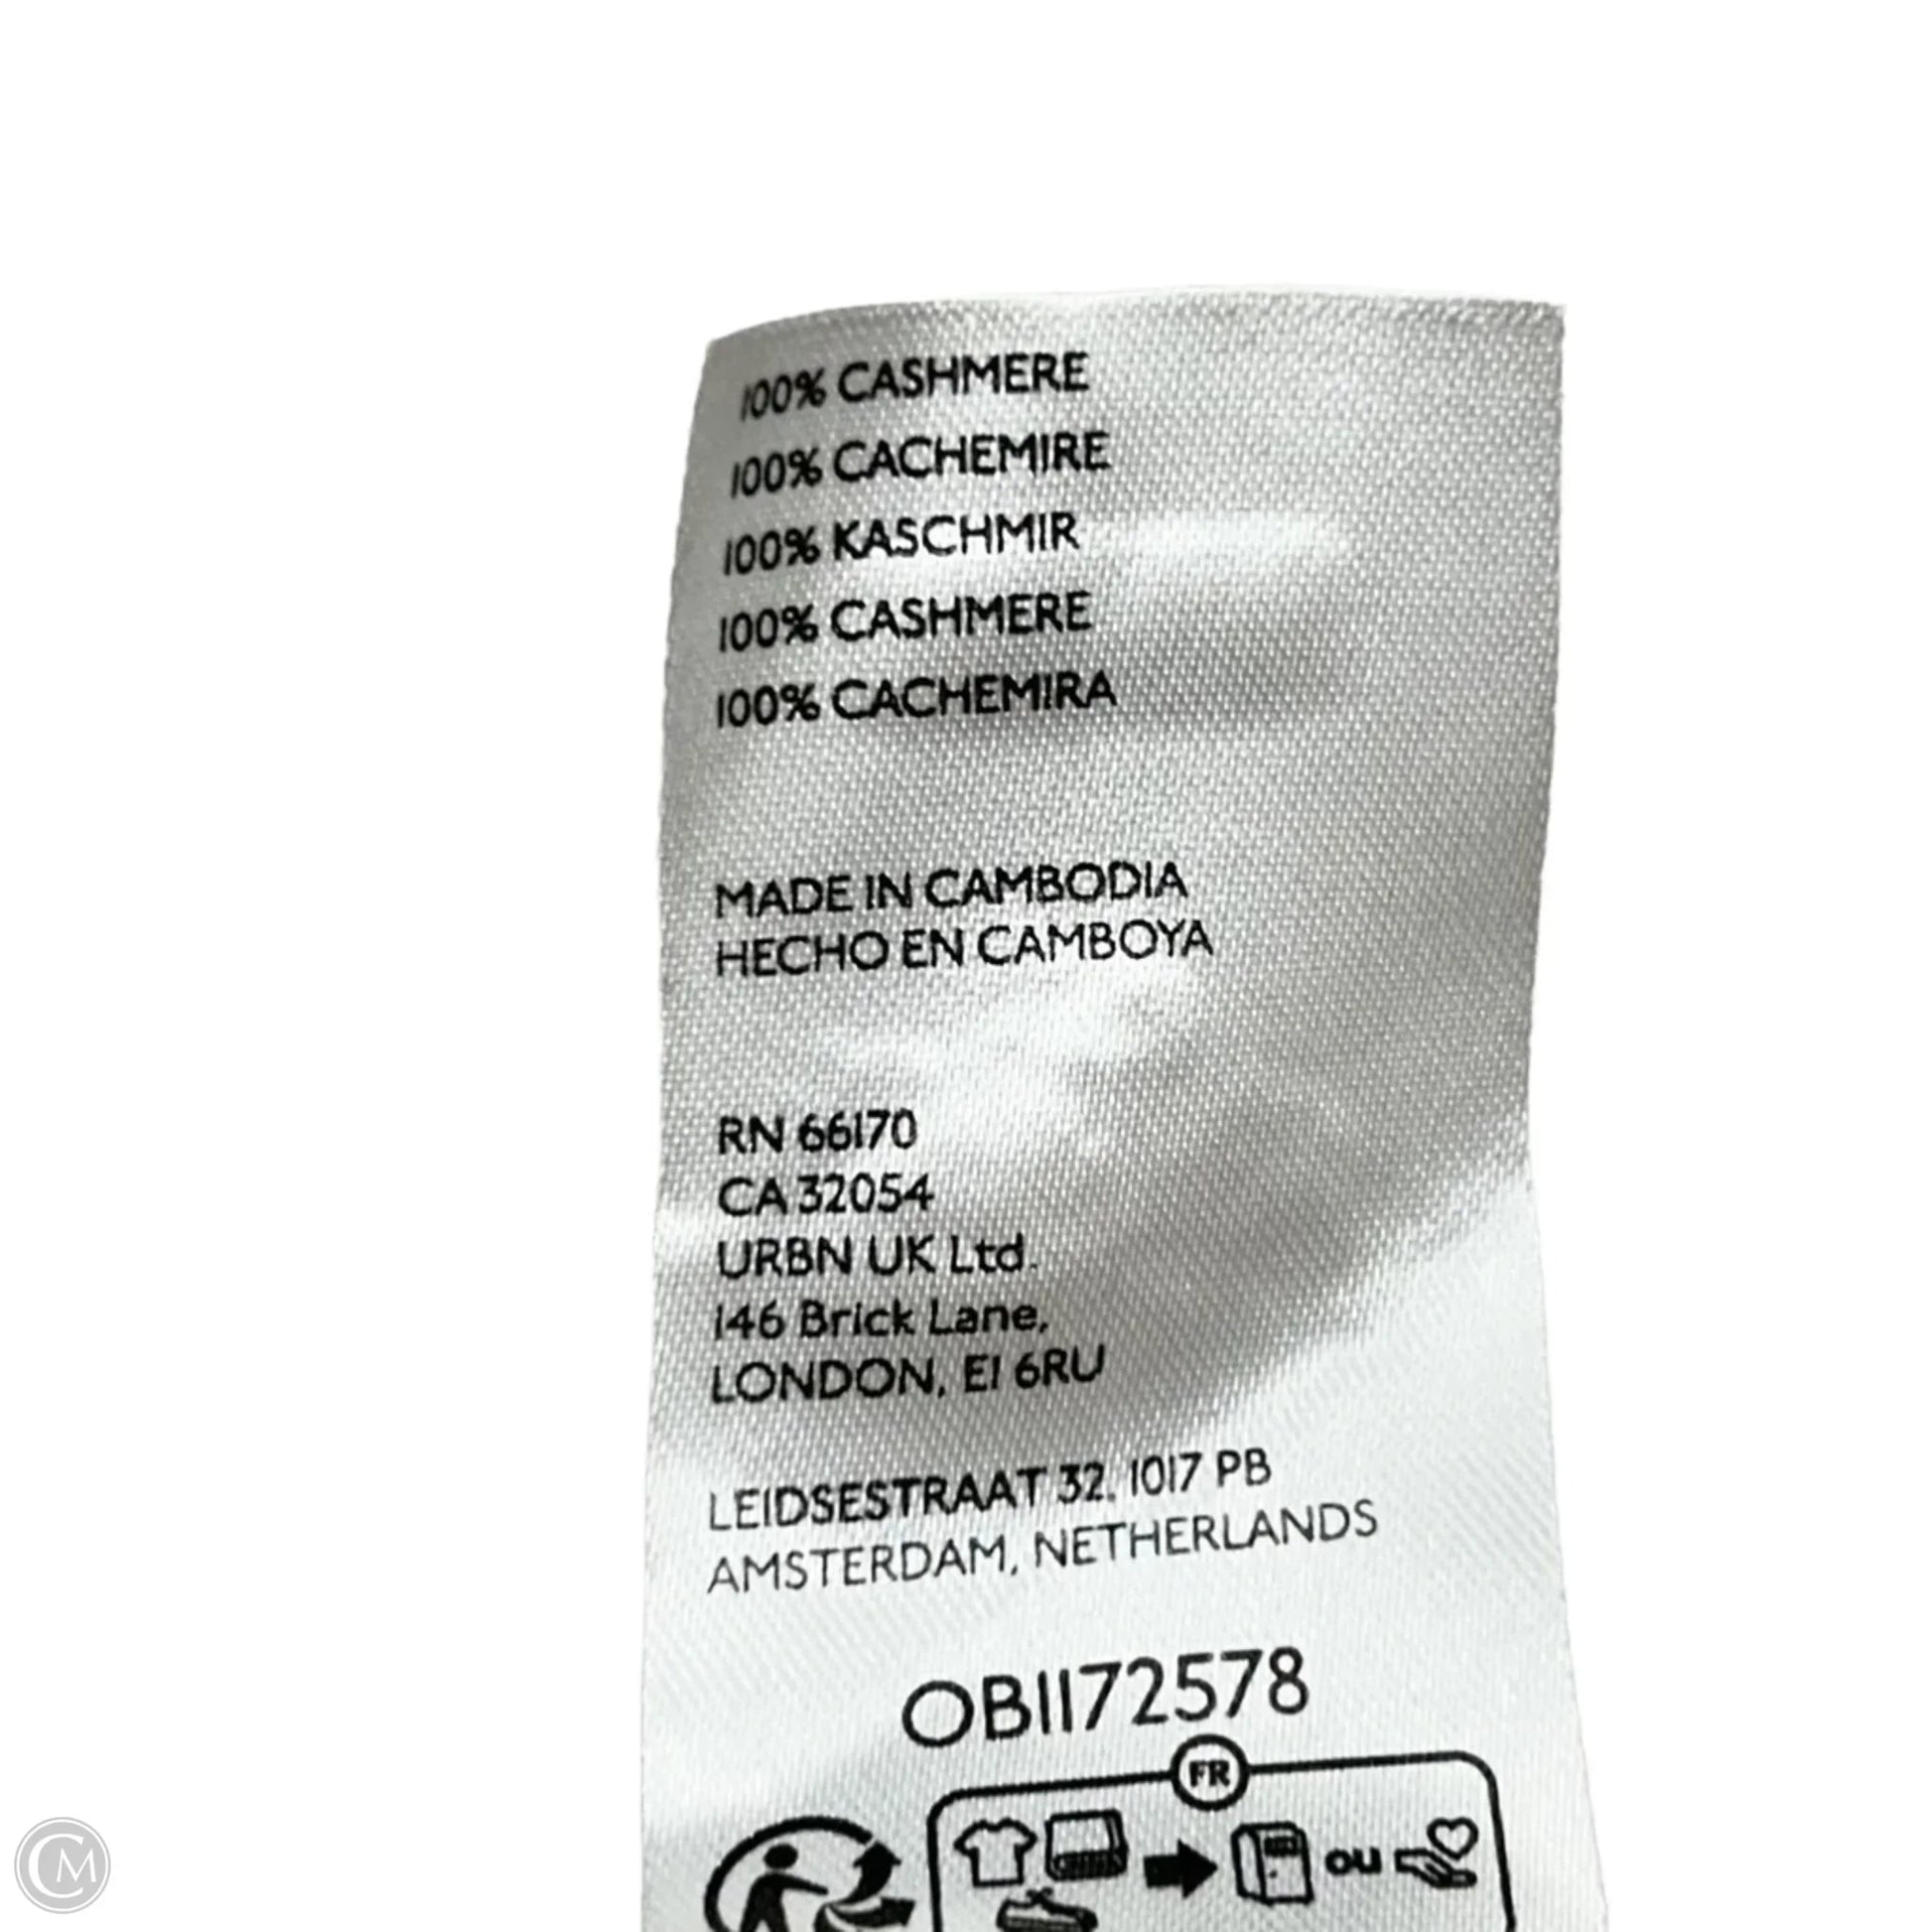 100% CASHMERE
100% CACHEMIRE
100% KASCHMIR
100% CASHMERE
100% CACHEMIRA
MADE IN CAMBODIA
HECHO EN CAMBOYA
RN 66170
CA 32054
URBN UK Ltd.
146 Brick Lane,
LONDON, E1 6RU
LEIDSESTRAAT 32, 1017 PB
AMSTERDAM, NETHERLANDS
OB1172578
FR
ou
CM